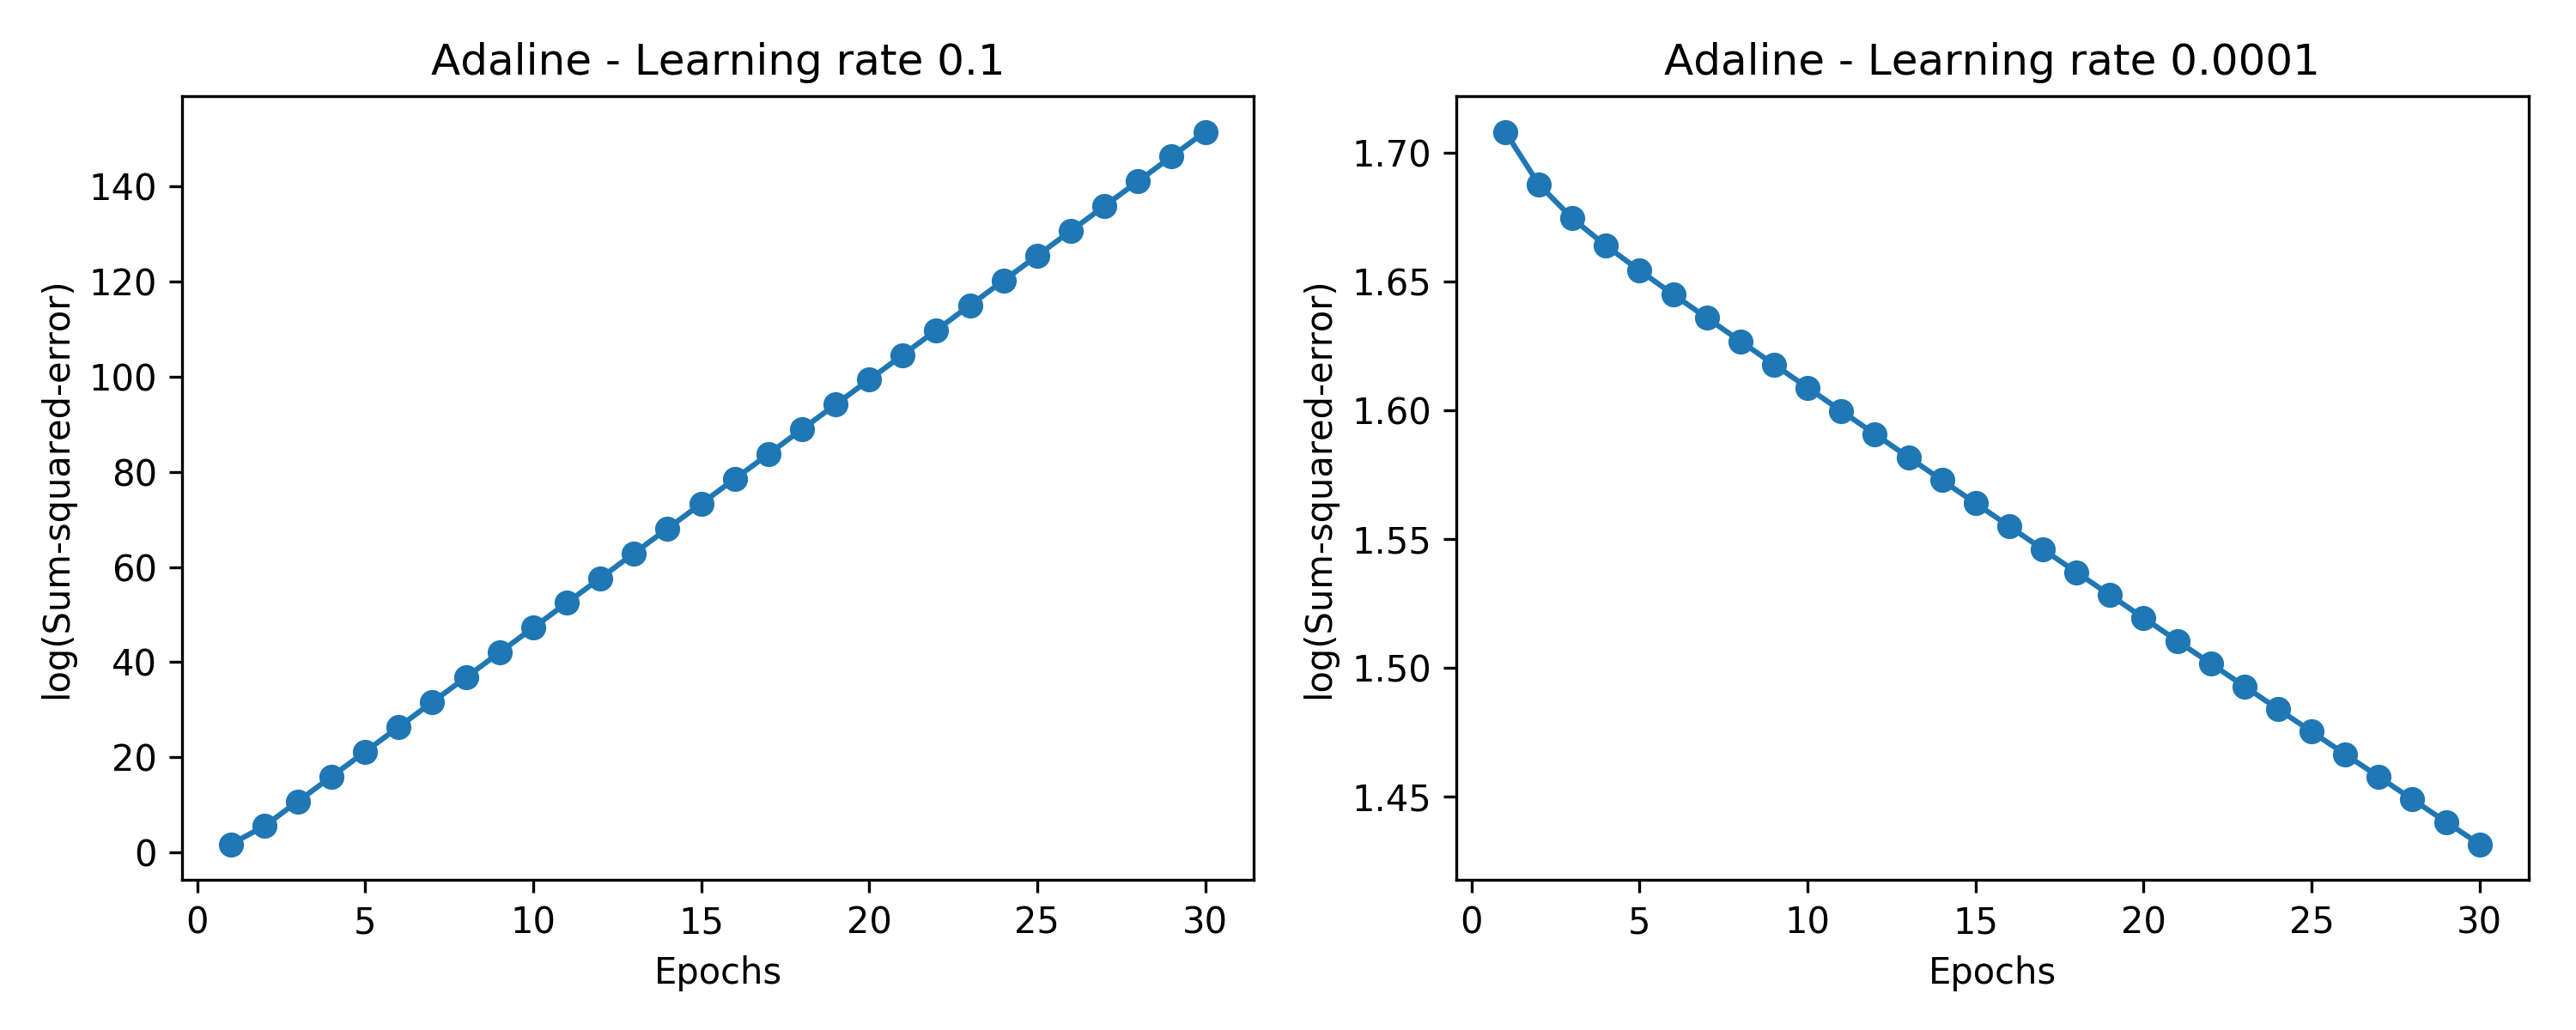 Adaline - Learning rate 0.1
log(Sum-squared-error)
140
120
100
80
60
40
20
0
0 5 10 15 20 25 30
Epochs
Adaline - Learning rate 0.0001
log(Sum-squared-error)
1.70
1.65
1.60
1.55
1.50
1.45
0 5 10 15 20 25 30
Epochs